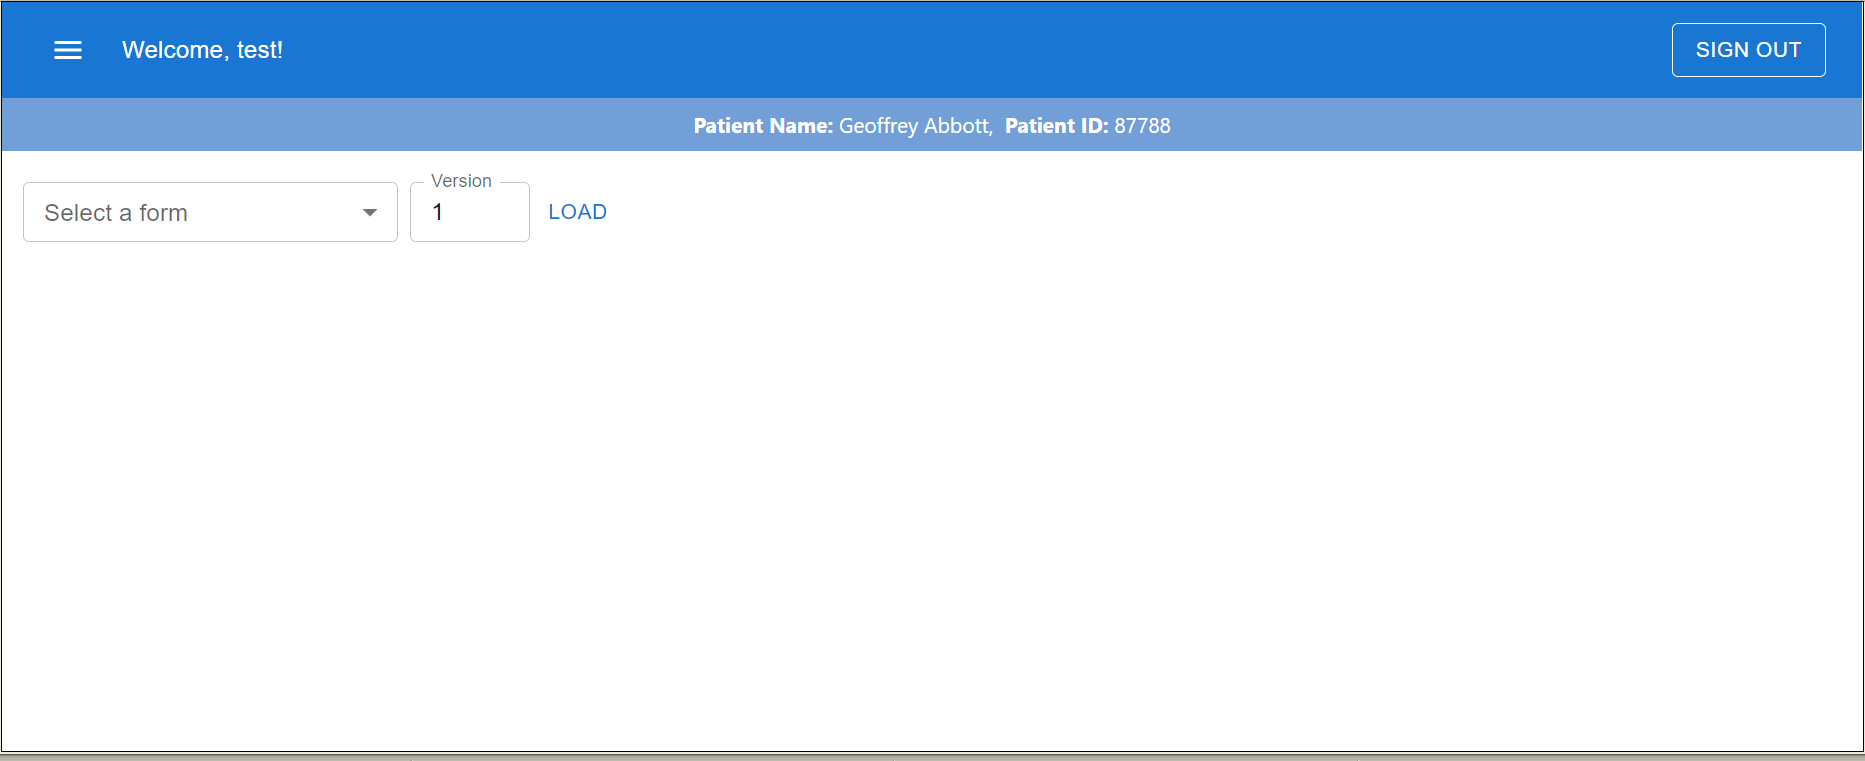 Welcome, test!
SIGN OUT
Patient Name: Geoffrey Abbott, Patient ID: 87788
Version
Select a form
1
LOAD